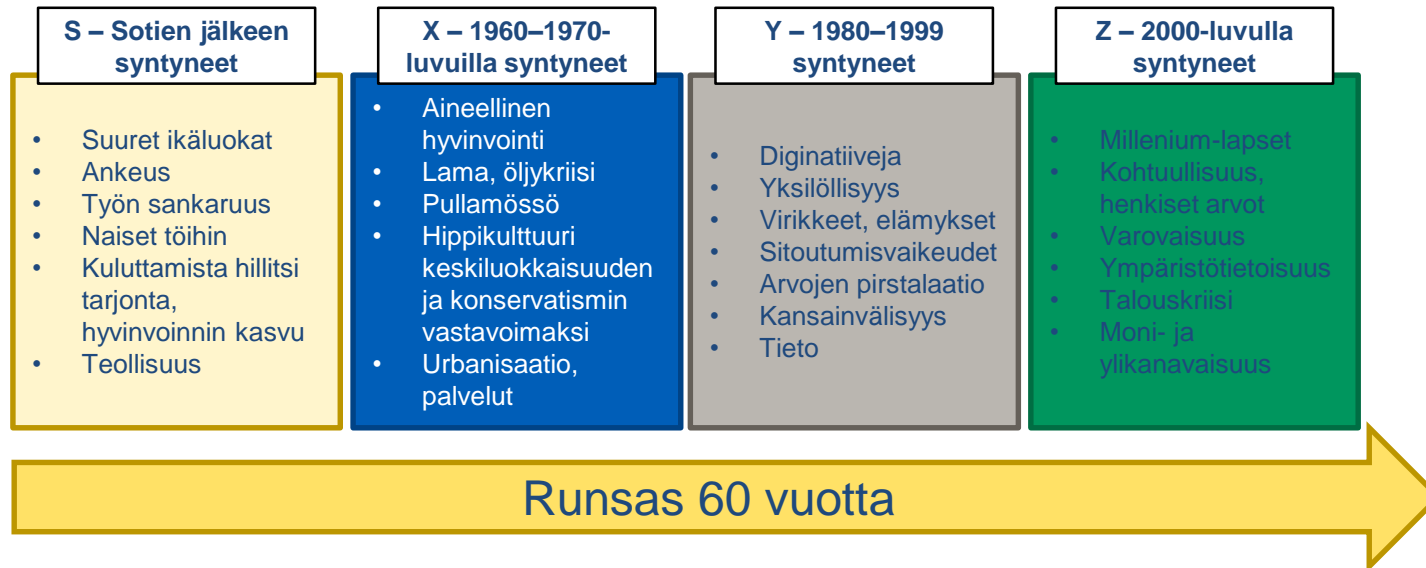 S – Sotien jälkeen
syntyneet
• Suuret ikäluokat
• Ankeus
• Työn sankaruus
• Naiset töihin
• Kuluttamista hillitsi
tarjonta,
hyvinvoinnin kasvu
• Teollisuus
X – 1960–1970-
luvuilla syntyneet
• Aineellinen
hyvinvointi
• Lama, öljykriisi
• Pullamössö
• Hippikulttuuri
keskiluokkaisuuden
ja konservatismin
vastavoimaksi
• Urbanisaatio,
palvelut
Y – 1980–1999
syntyneet
• Diginatiiveja
• Yksilöllisyys
• Virikkeet, elämykset
• Sitoutumisvaikeudet
• Arvojen pirstalaatio
• Kansainvälisyys
• Tieto
Z – 2000-luvulla
syntyneet
• Millenium-lapset
• Kohtuullisuus,
henkiset arvot
• Varovaisuus
• Ympäristötietoisuus
• Talouskriisi
• Moni- ja
ylikanavaisuus
Runsas 60 vuotta